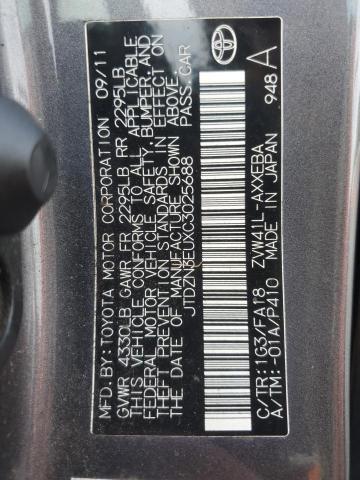 MFD. BY: TOYOTA MOTOR CORPORATION 09/11
GVWR 4330LB GAWR FR 2295LB RR 2295LB
THIS VEHICLE CONFORMS TO ALL APPLICABLE
FEDERAL MOTOR VEHICLE SAFETY, BUMPER, AND
THEFT PREVENTION STANDARDS IN EFFECT ON
THE DATE OF MANUFACTURE SHOWN ABOVE.
JTDZN3EUXC3025688 PASS. CAR
C/TR: 1G3/FA18 ZVW41L-AXXEBA
A/TM: -01A/P410 MADE IN JAPAN 948 A